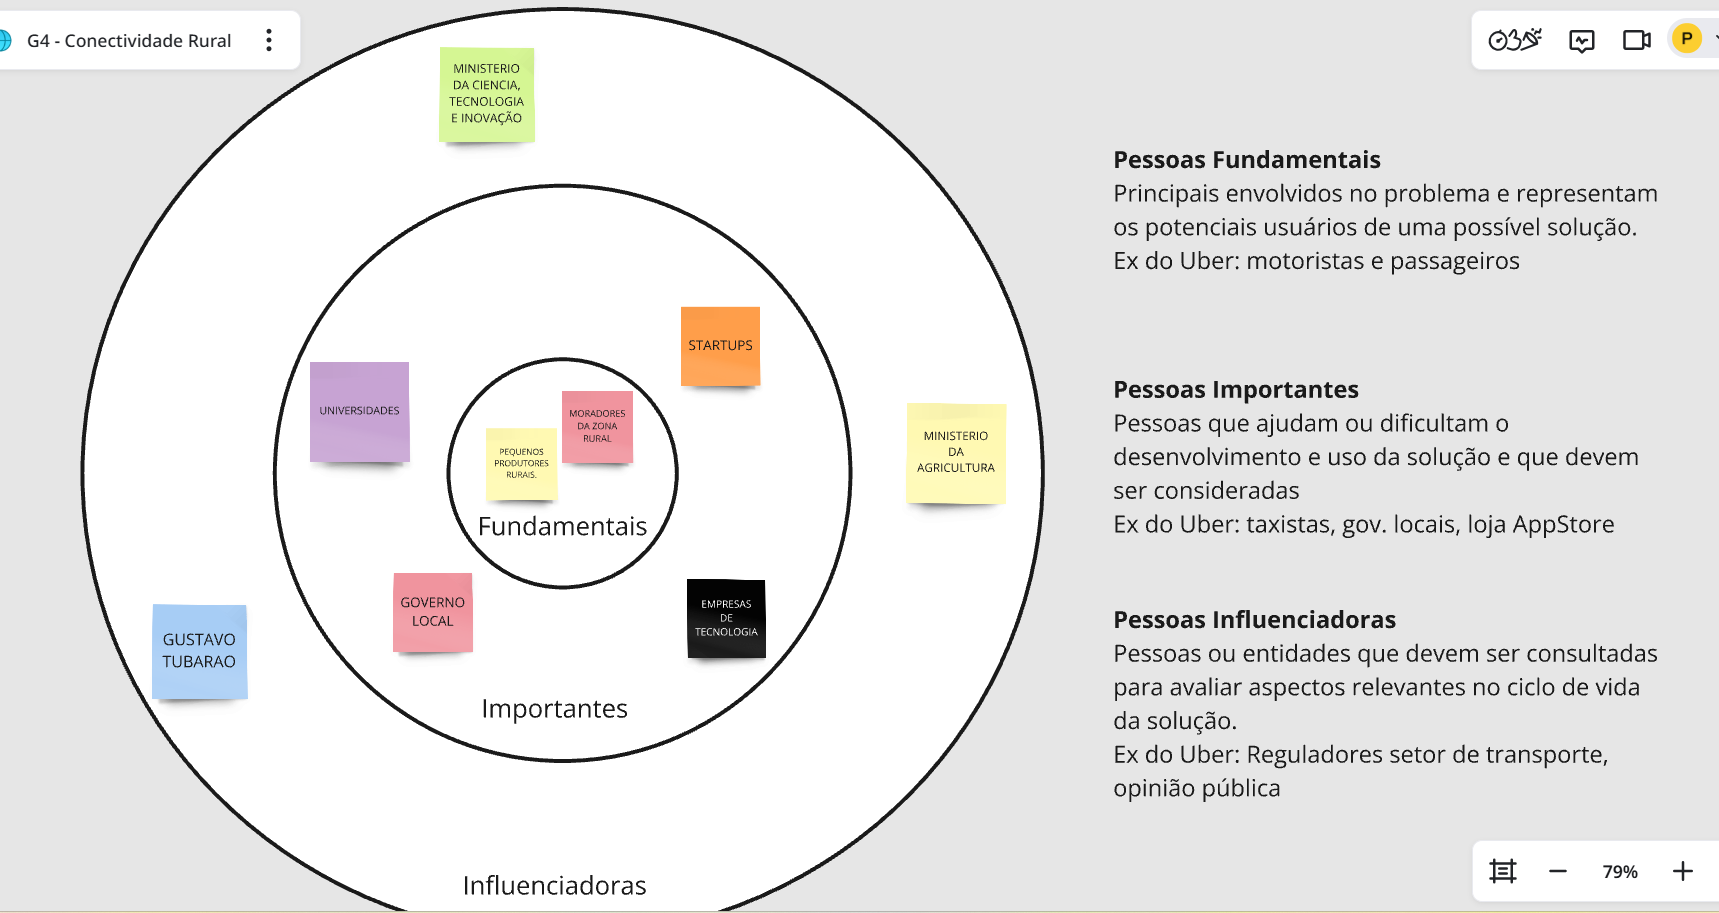 G4 - Conectividade Rural
P
MINISTERIO
DA CIENCIA,
TECNOLOGIA
E INOVAÇÃO
STARTUPS
UNIVERSIDADES
MORADORES
DA ZONA
RURAL
PEQUENOS
PRODUTORES
RURAIS.
Fundamentais
MINISTERIO
DA
AGRICULTURA
GOVERNO
LOCAL
EMPRESAS
DE
TECNOLOGIA
GUSTAVO
TUBARAO
Importantes
Influenciadoras
Pessoas Fundamentais
Principais envolvidos no problema e representam
os potenciais usuários de uma possível solução.
Ex do Uber: motoristas e passageiros
Pessoas Importantes
Pessoas que ajudam ou dificultam o
desenvolvimento e uso da solução e que devem
ser consideradas
Ex do Uber: taxistas, gov. locais, loja AppStore
Pessoas Influenciadoras
Pessoas ou entidades que devem ser consultadas
para avaliar aspectos relevantes no ciclo de vida
da solução.
Ex do Uber: Reguladores setor de transporte,
opinião pública
79%